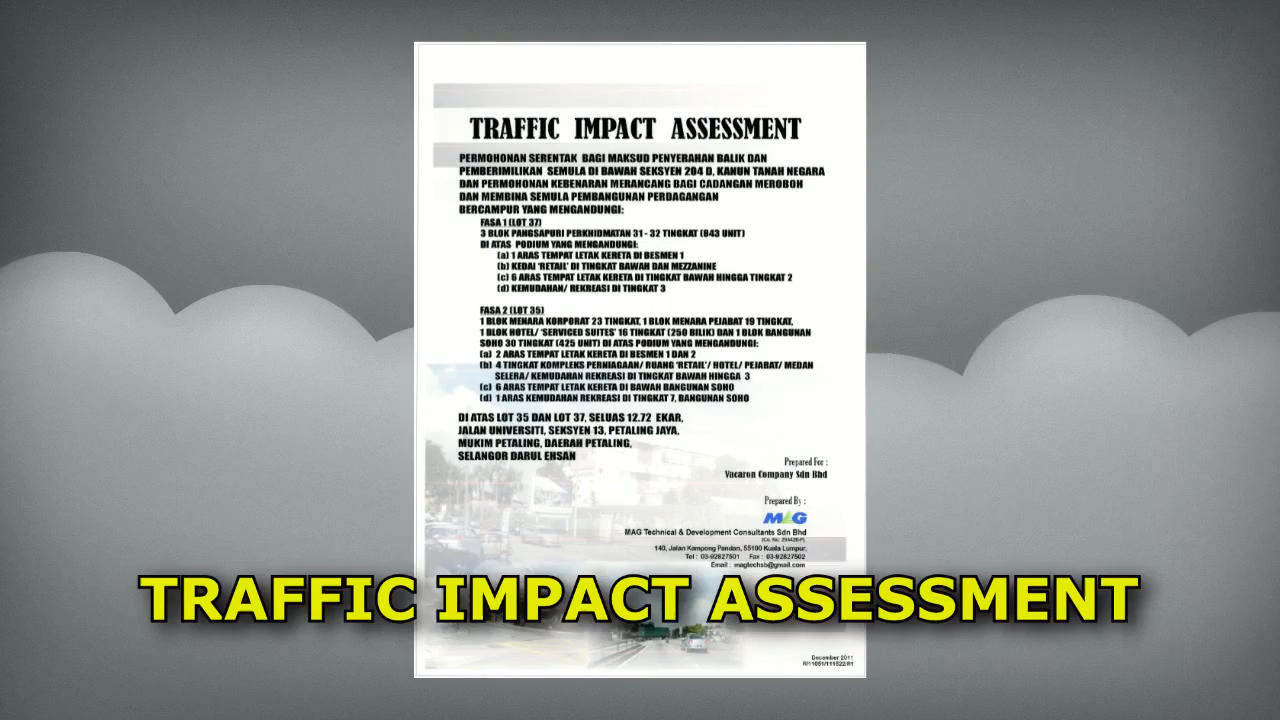 TRAFFIC IMPACT ASSESSMENT
PERMOHONAN SERENTAK BAGI MAKSUD PENYERAHAN BALIK DAN
PEMBERIMILIKAN SEMULA DI BAWAH SEKSYEN 204 D, KANUN TANAH NEGARA
DAN PERMOHONAN KEBENARAN MERANCANG BAGI CADANGAN MEROBOH
DAN MEMBINA SEMULA PEMBANGUNAN PERDAGANGAN
BERCAMPUR YANG MENGANDUNGI:
FASA 1 (LOT 37)
3 BLOK PANGSAPURI PERKHIDMATAN 31 - 32 TINGKAT (843 UNIT)
DI ATAS PODIUM YANG MENGANDUNGI:
(a) 1 ARAS TEMPAT LETAK KERETA DI BESMEN 1
(b) KEDAI 'RETAIL' DI TINGKAT BAWAH DAN MEZZANINE
(c) 6 ARAS TEMPAT LETAK KERETA DI TINGKAT BAWAH HINGGA TINGKAT 2
(d) KEMUDAHAN/ REKREASI DI TINGKAT 3
FASA 2 (LOT 35)
1 BLOK MENARA KORPORAT 23 TINGKAT, 1 BLOK MENARA PEJABAT 19 TINGKAT,
1 BLOK HOTEL/ 'SERVICED SUITES' 16 TINGKAT (250 BILIK) DAN 1 BLOK BANGUNAN
SOHO 30 TINGKAT (425 UNIT) DI ATAS PODIUM YANG MENGANDUNGI:
(a) 2 ARAS TEMPAT LETAK KERETA DI BESMEN 1 DAN 2
(b) 4 TINGKAT KOMPLEKS PERNIAGAAN/ RUANG 'RETAIL'/ HOTEL/ PEJABAT/ MEDAN
SELERA/ KEMUDAHAN REKREASI DI TINGKAT BAWAH HINGGA 3
(c) 6 ARAS TEMPAT LETAK KERETA DI BAWAH BANGUNAN SOHO
(d) 1 ARAS KEMUDAHAN REKREASI DI TINGKAT 7, BANGUNAN SOHO
DI ATAS LOT 35 DAN LOT 37, SELUAS 12.72 EKAR,
JALAN UNIVERSITI, SEKSYEN 13, PETALING JAYA,
MUKIM PETALING, DAERAH PETALING,
SELANGOR DARUL EHSAN
Prepared For :
Vacaron Company Sdn Bhd
Prepared By :
MAG
MAG Technical & Development Consultants Sdn Bhd
140, Jalan Kampong Pandan, 55100 Kuala Lumpur,
Tel : 03-92827501 Fax : 03-92827502
Email : magtechsb@gmail.com
TRAFFIC IMPACT ASSESSMENT
December 2011